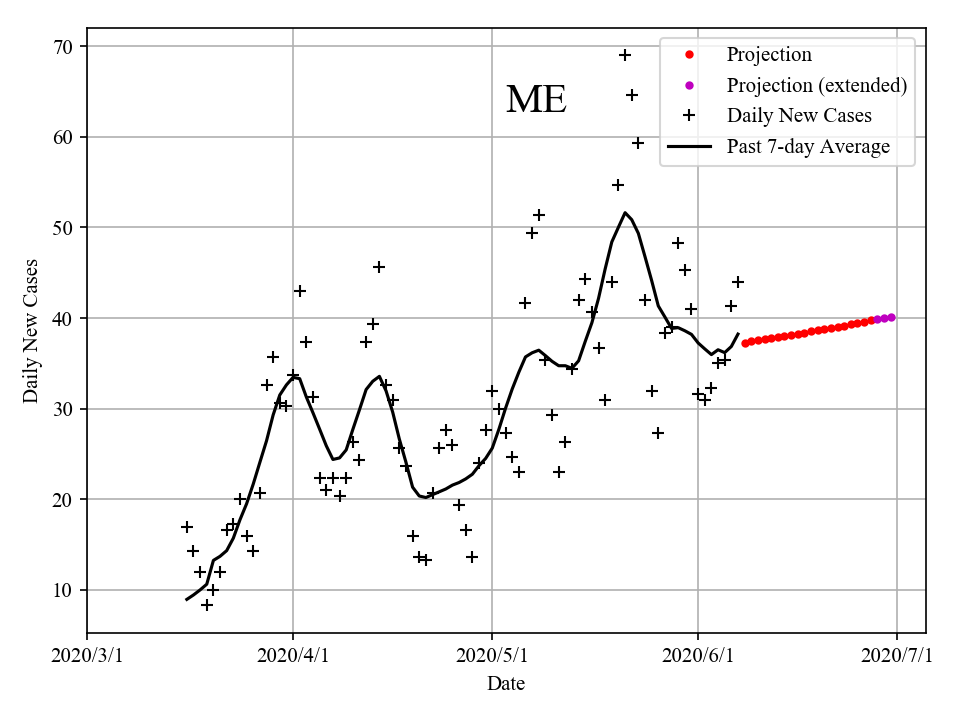 70
60
50
40
30
20
10
Daily New Cases
ME
Projection
Projection (extended)
Daily New Cases
Past 7-day Average
2020/3/1 2020/4/1 2020/5/1 2020/6/1 2020/7/1
Date